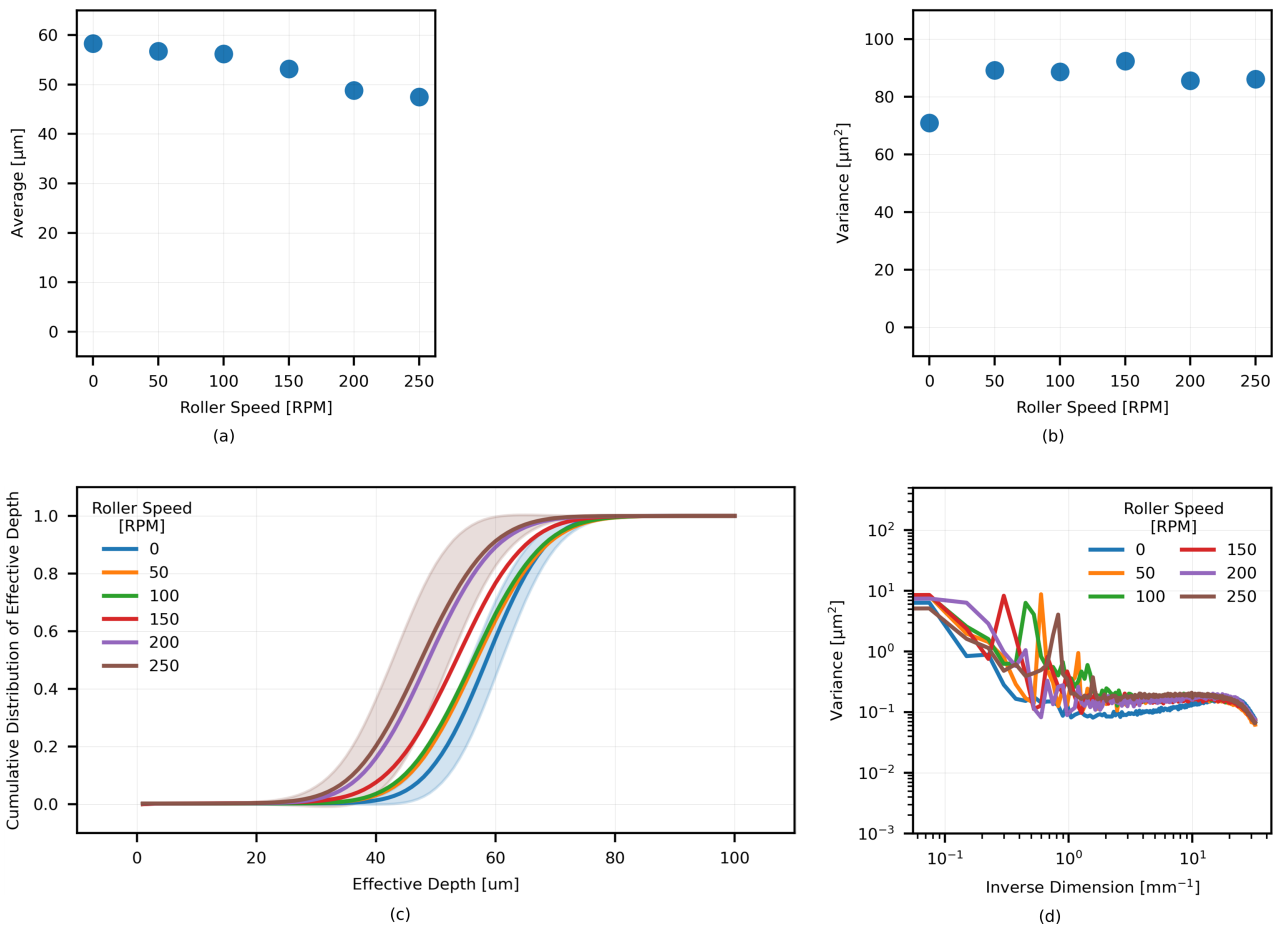 60
50
40
30
20
10
0
Average [μm]
0 50 100 150 200 250
Roller Speed [RPM]
(a)
100
80
60
40
20
0
Variance [μm²]
0 50 100 150 200 250
Roller Speed [RPM]
(b)
Cumulative Distribution of Effective Depth
1.0
0.8
0.6
0.4
0.2
0.0
Roller Speed
[RPM]
0
50
100
150
200
250
0 20 40 60 80 100
Effective Depth [um]
(c)
Variance [μm²]
10²
10¹
10⁰
10⁻¹
10⁻²
10⁻³
Roller Speed
[RPM]
0 150
50 200
100 250
10⁻¹ 10⁰ 10¹
Inverse Dimension [mm⁻¹]
(d)